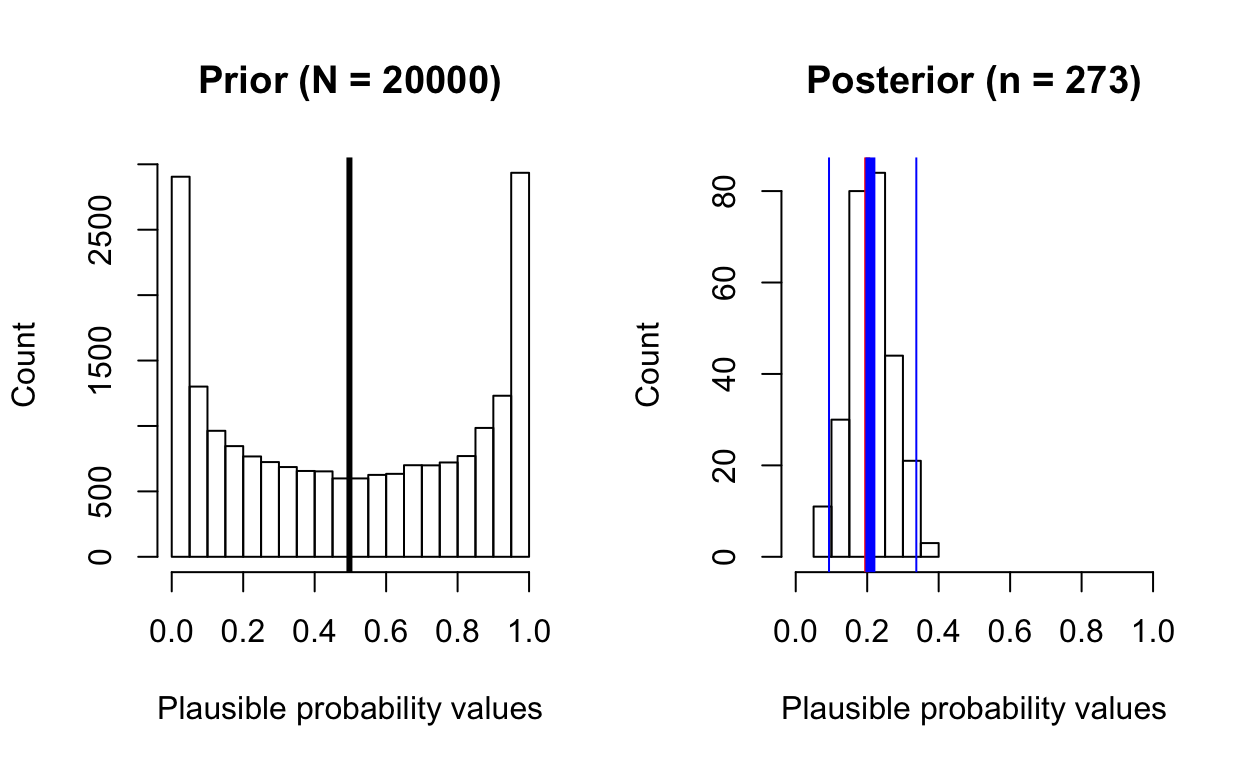 Prior (N = 20000)
Count
0 500 1500 2500
0.0 0.2 0.4 0.6 0.8 1.0
Plausible probability values
Posterior (n = 273)
Count
0 20 40 60 80
0.0 0.2 0.4 0.6 0.8 1.0
Plausible probability values